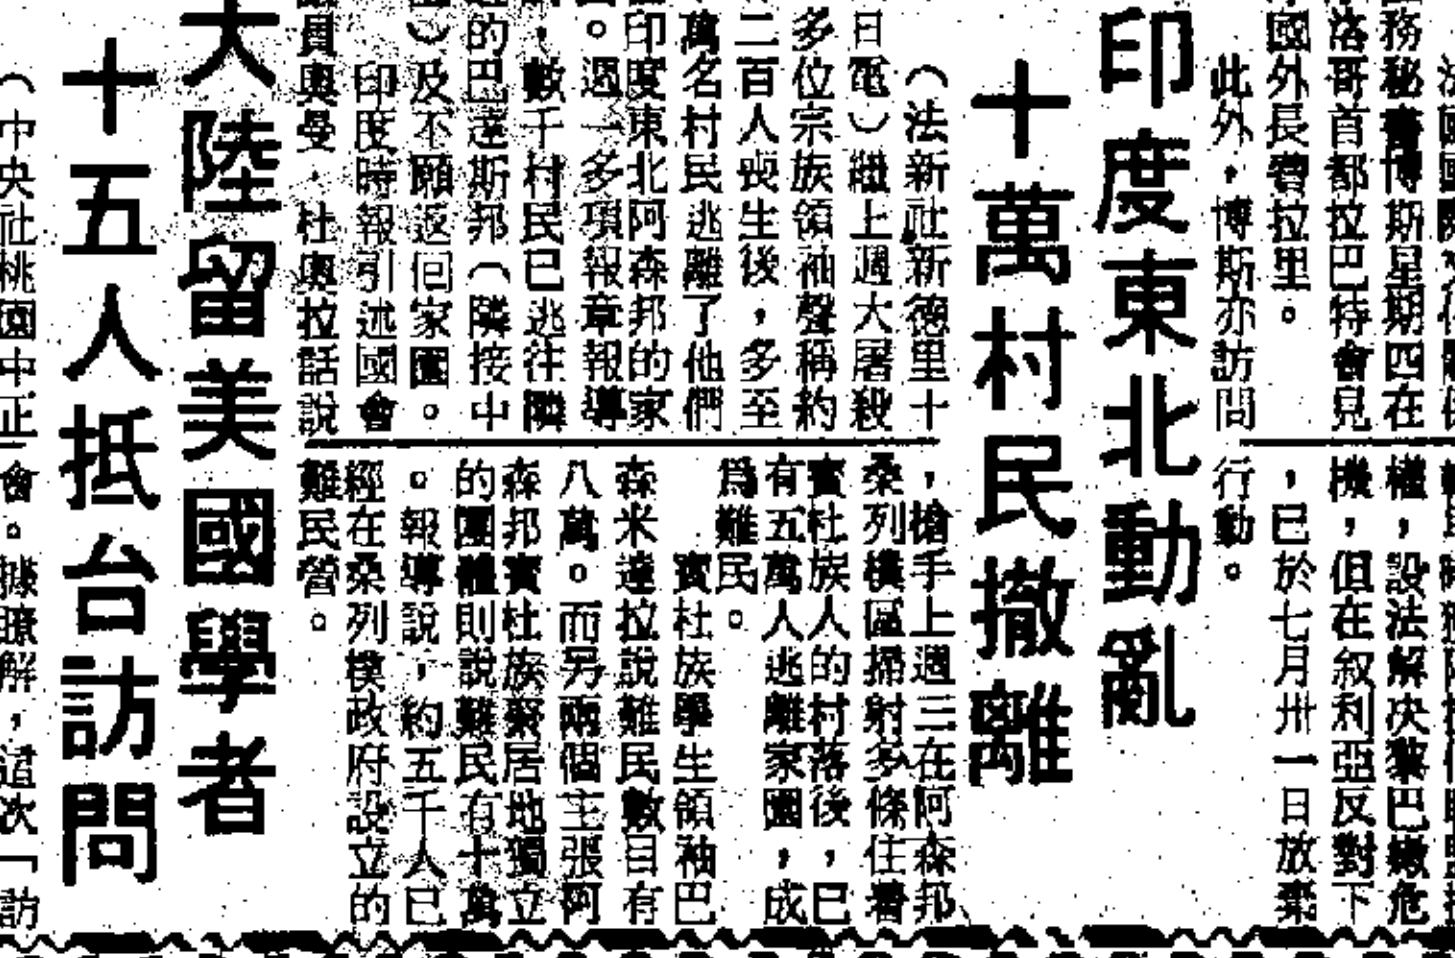 務秘書博斯星期四在
洛哥首都拉巴特會見
國外長費拉里。
此外，博斯亦訪問
權，設法解决黎巴嫩危
機，但在叙利亞反對下
，已於七月卅一日放棄
行動。
印度東北動亂
十萬村民撤離
（法新社新德里十
日電）繼上週大屠殺
多位宗族領袖聲稱約
二百人喪生後，多至
萬名村民逃離了他們
印度東北阿森邦的家
。週一多項報章報導
，數千村民已逃往隣
的巴達斯邦（隣接中
）及不願返回家園。
印度時報引述國會
員奧曼．杜奧拉話說
，槍手上週三在阿森邦
桑列樸區掃射多條住着
實杜族人的村落後，已
有五萬人逃離家園，成
爲難民。
實杜族學生領袖巴
森米達拉說難民數目有
八萬。而另兩個主張阿
森邦實杜族聚居地獨立
的團體則說難民有十萬
。報導說，約五千人已
經在桑列樸政府設立的
難民營。
大陸留美國學者
十五人抵台訪問
（中央社桃園中正
會。據瞭解，這次「訪